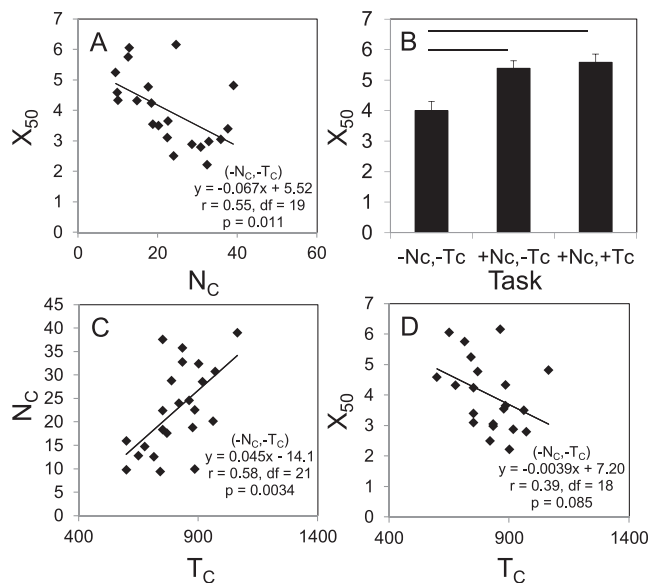 A
X50
7
6
5
4
3
2
1
0
0 20 40 60
NC
(-NC,-TC)
y = -0.067x + 5.52
r = 0.55, df = 19
p = 0.011
B
X50
7
6
5
4
3
2
1
0
-Nc,-Tc +Nc,-Tc +Nc,+Tc
Task
C
NC
45
40
35
30
25
20
15
10
5
0
400 900 1400
TC
(-NC,-TC)
y = 0.045x - 14.1
r = 0.58, df = 21
p = 0.0034
D
X50
7
6
5
4
3
2
1
0
400 900 1400
TC
(-NC,-TC)
y = -0.0039x + 7.20
r = 0.39, df = 18
p = 0.085